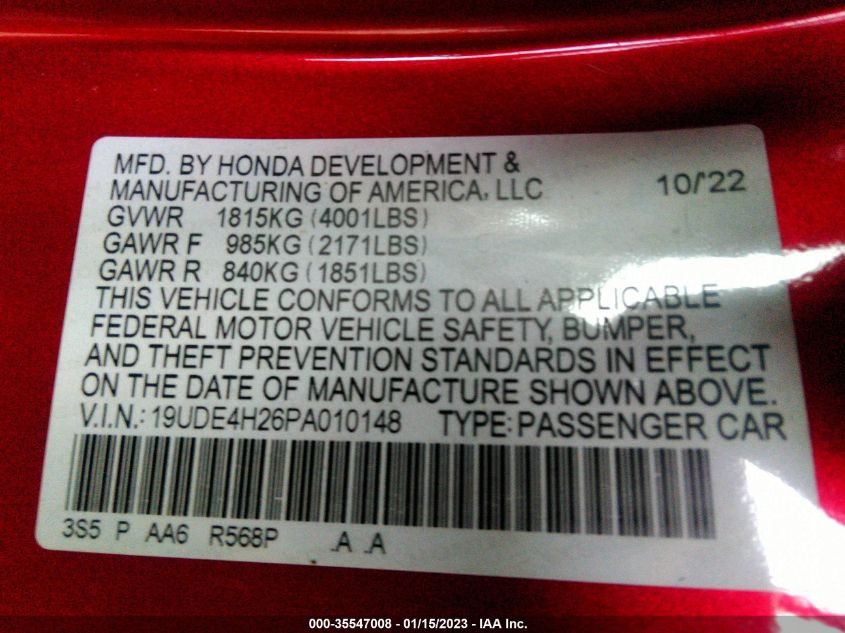 MFD. BY HONDA DEVELOPMENT &
MANUFACTURING OF AMERICA, LLC 10/22
GVWR 1815KG (4001LBS)
GAWR F 985KG (2171LBS)
GAWR R 840KG (1851LBS)
THIS VEHICLE CONFORMS TO ALL APPLICABLE
FEDERAL MOTOR VEHICLE SAFETY, BUMPER,
AND THEFT PREVENTION STANDARDS IN EFFECT
ON THE DATE OF MANUFACTURE SHOWN ABOVE.
V.I.N.: 19UDE4H26PA010148 TYPE: PASSENGER CAR
3S5 P AA6 R568P .A .A
000-35547008 - 01/15/2023 - IAA Inc.